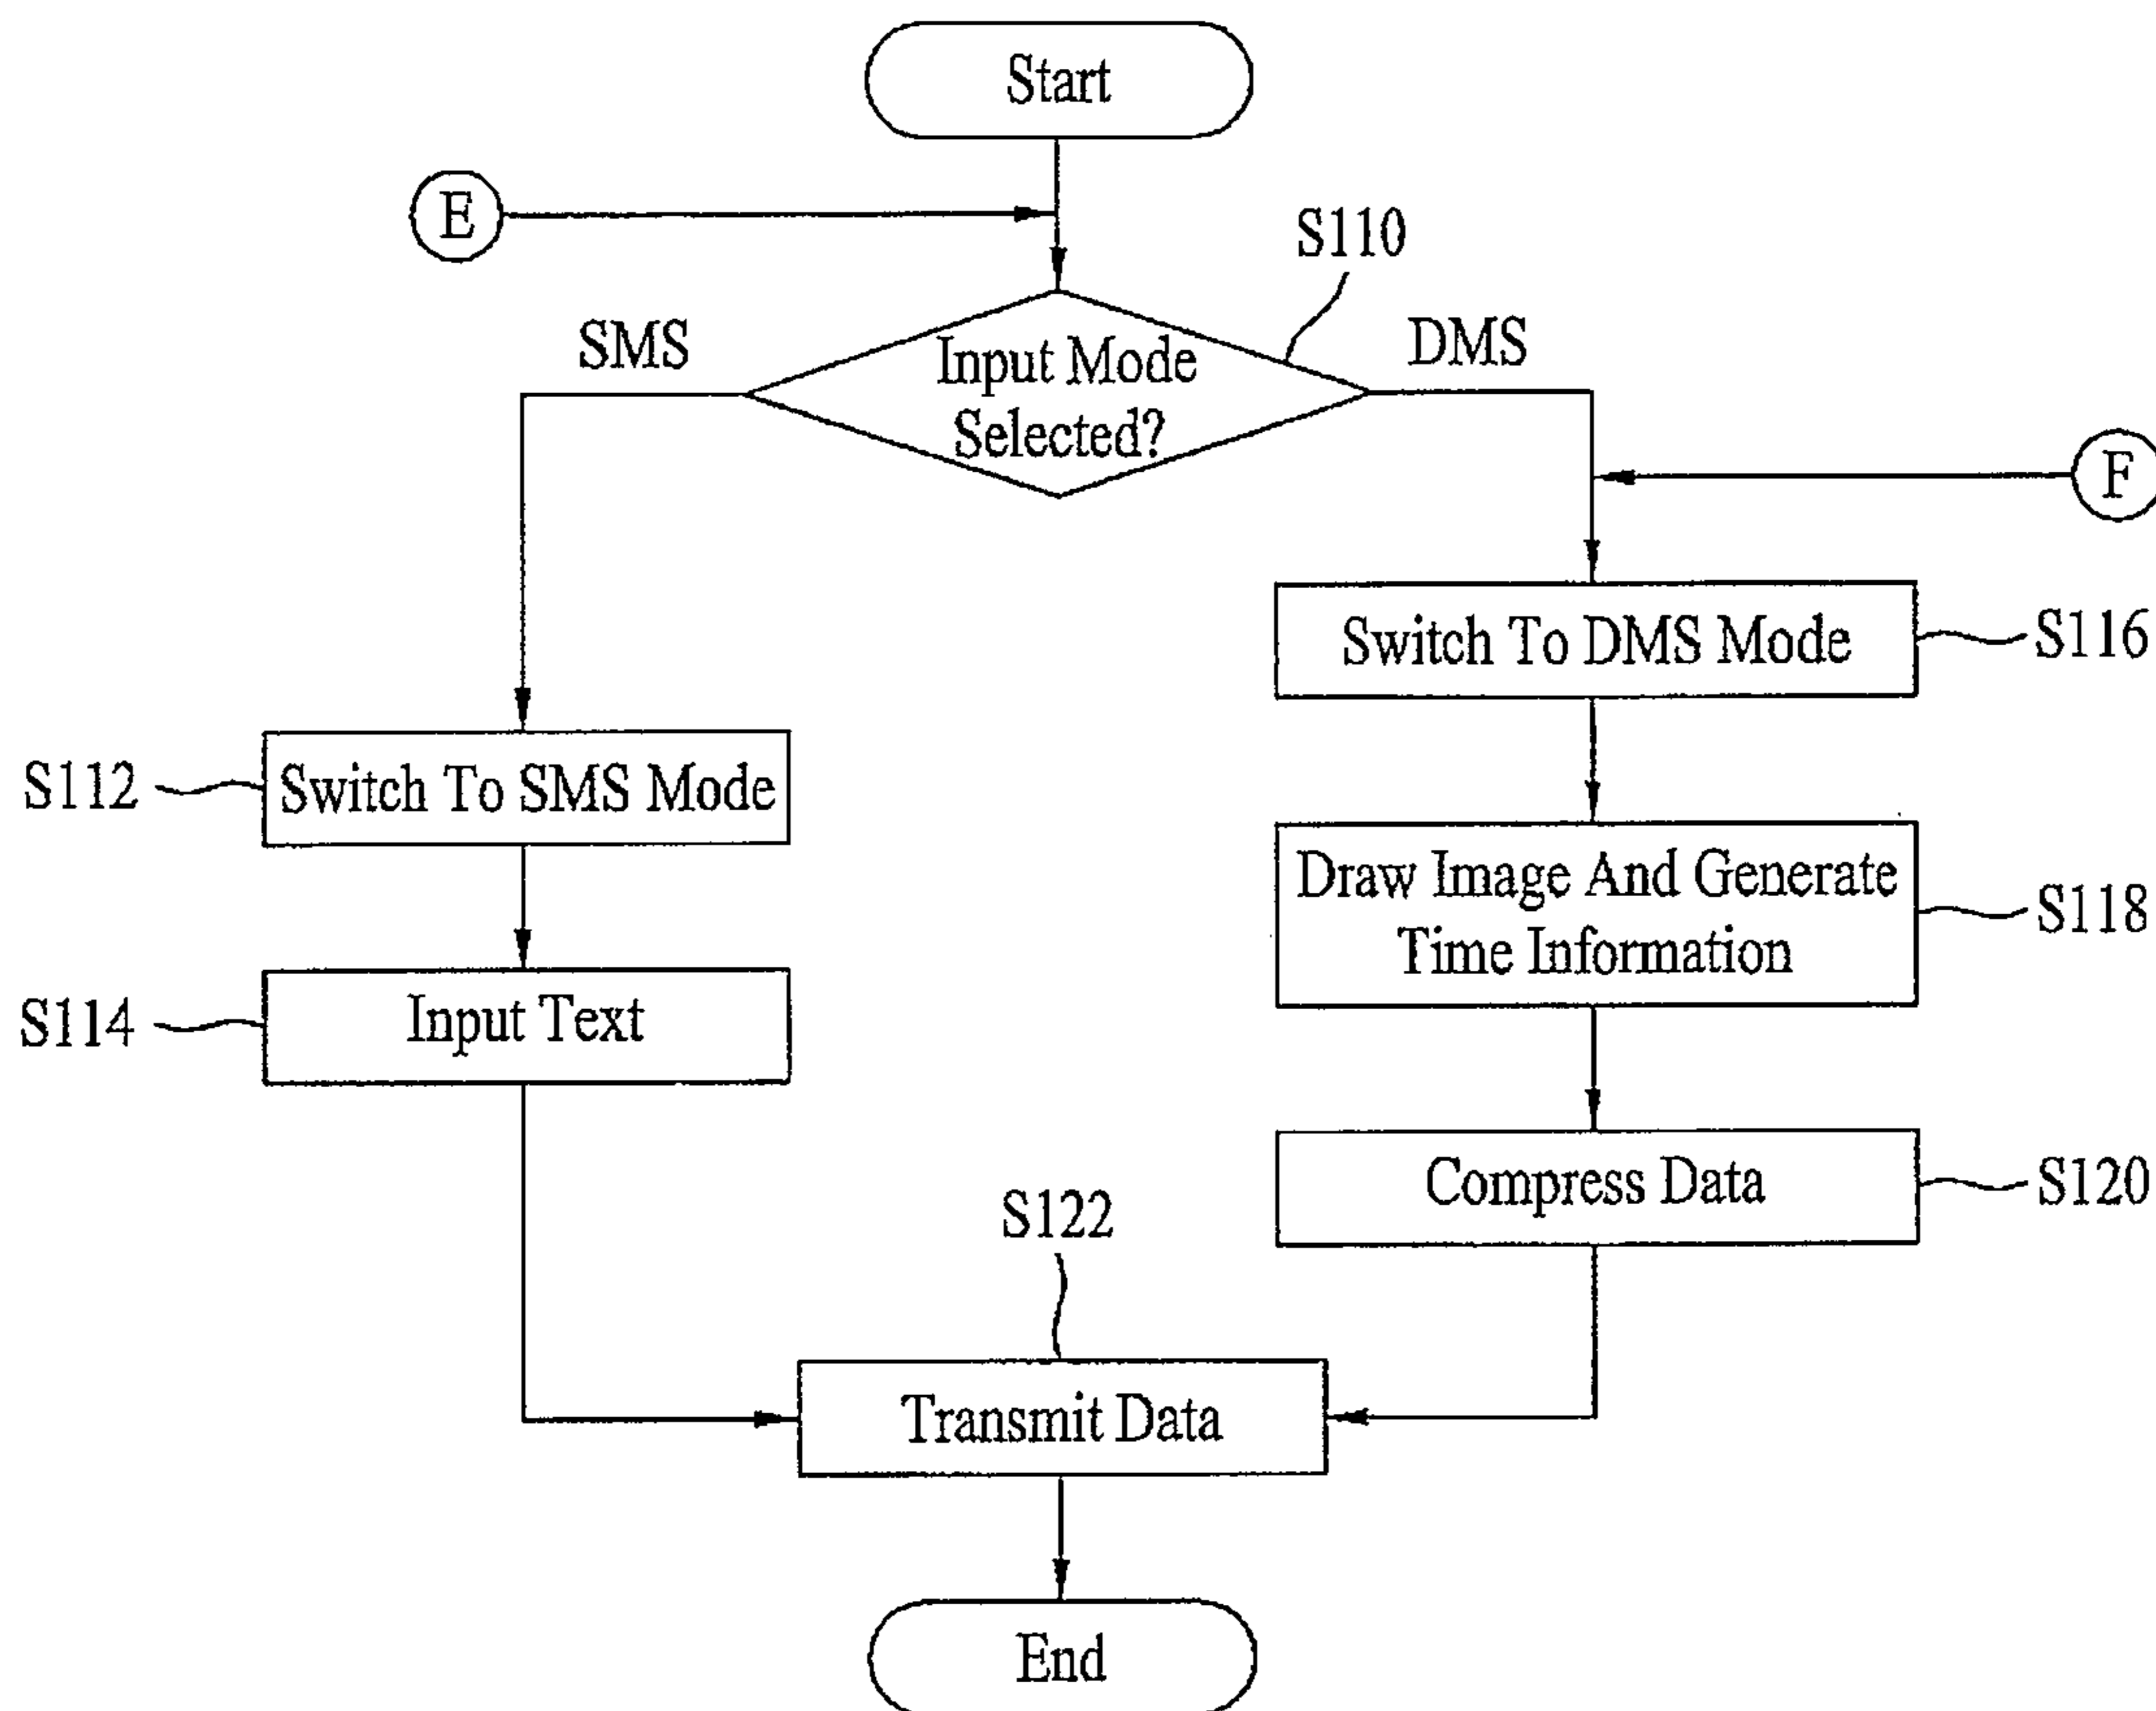 Start
E
S110
SMS
DMS
Input Mode
Selected?
F
Switch To DMS Mode
S116
S112
Switch To SMS Mode
Draw Image And Generate
Time Information
S118
S114
Input Text
Compress Data
S120
S122
Transmit Data
End